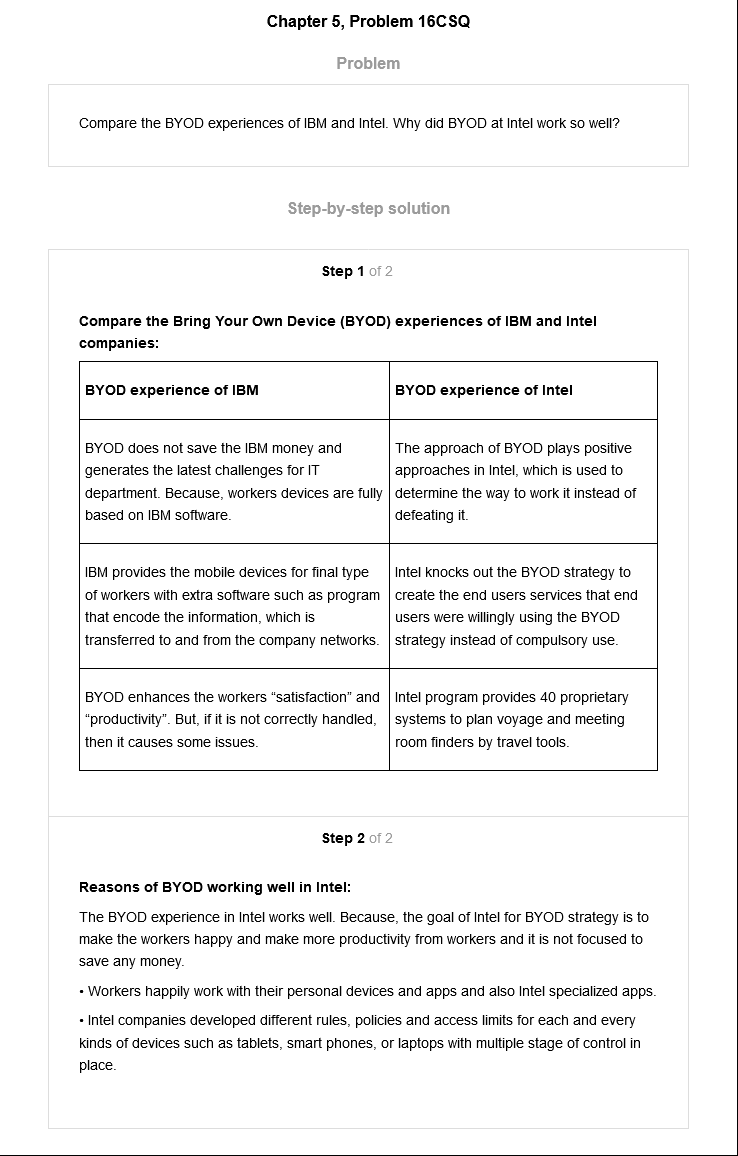 Chapter 5, Problem 16CSQ
Problem
Compare the BYOD experiences of IBM and Intel. Why did BYOD at Intel work so well?
Step-by-step solution
Step 1 of 2
Compare the Bring Your Own Device (BYOD) experiences of IBM and Intel
companies:
BYOD experience of IBM
BYOD experience of Intel
BYOD does not save the IBM money and
generates the latest challenges for IT
department. Because, workers devices are fully
based on IBM software.
The approach of BYOD plays positive
approaches in Intel, which is used to
determine the way to work it instead of
defeating it.
IBM provides the mobile devices for final type
of workers with extra software such as program
that encode the information, which is
transferred to and from the company networks.
Intel knocks out the BYOD strategy to
create the end users services that end
users were willingly using the BYOD
strategy instead of compulsory use.
BYOD enhances the workers “satisfaction” and
“productivity”. But, if it is not correctly handled,
then it causes some issues.
Intel program provides 40 proprietary
systems to plan voyage and meeting
room finders by travel tools.
Step 2 of 2
Reasons of BYOD working well in Intel:
The BYOD experience in Intel works well. Because, the goal of Intel for BYOD strategy is to
make the workers happy and make more productivity from workers and it is not focused to
save any money.
• Workers happily work with their personal devices and apps and also Intel specialized apps.
• Intel companies developed different rules, policies and access limits for each and every
kinds of devices such as tablets, smart phones, or laptops with multiple stage of control in
place.